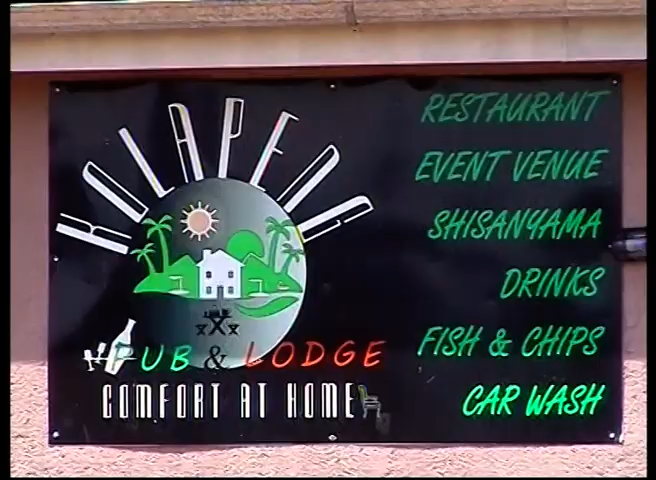 KOLAPENG
PUB & LODGE
COMFORT AT HOME
RESTAURANT
EVENT VENUE
SHISANYAMA
DRINKS
FISH & CHIPS
CAR WASH